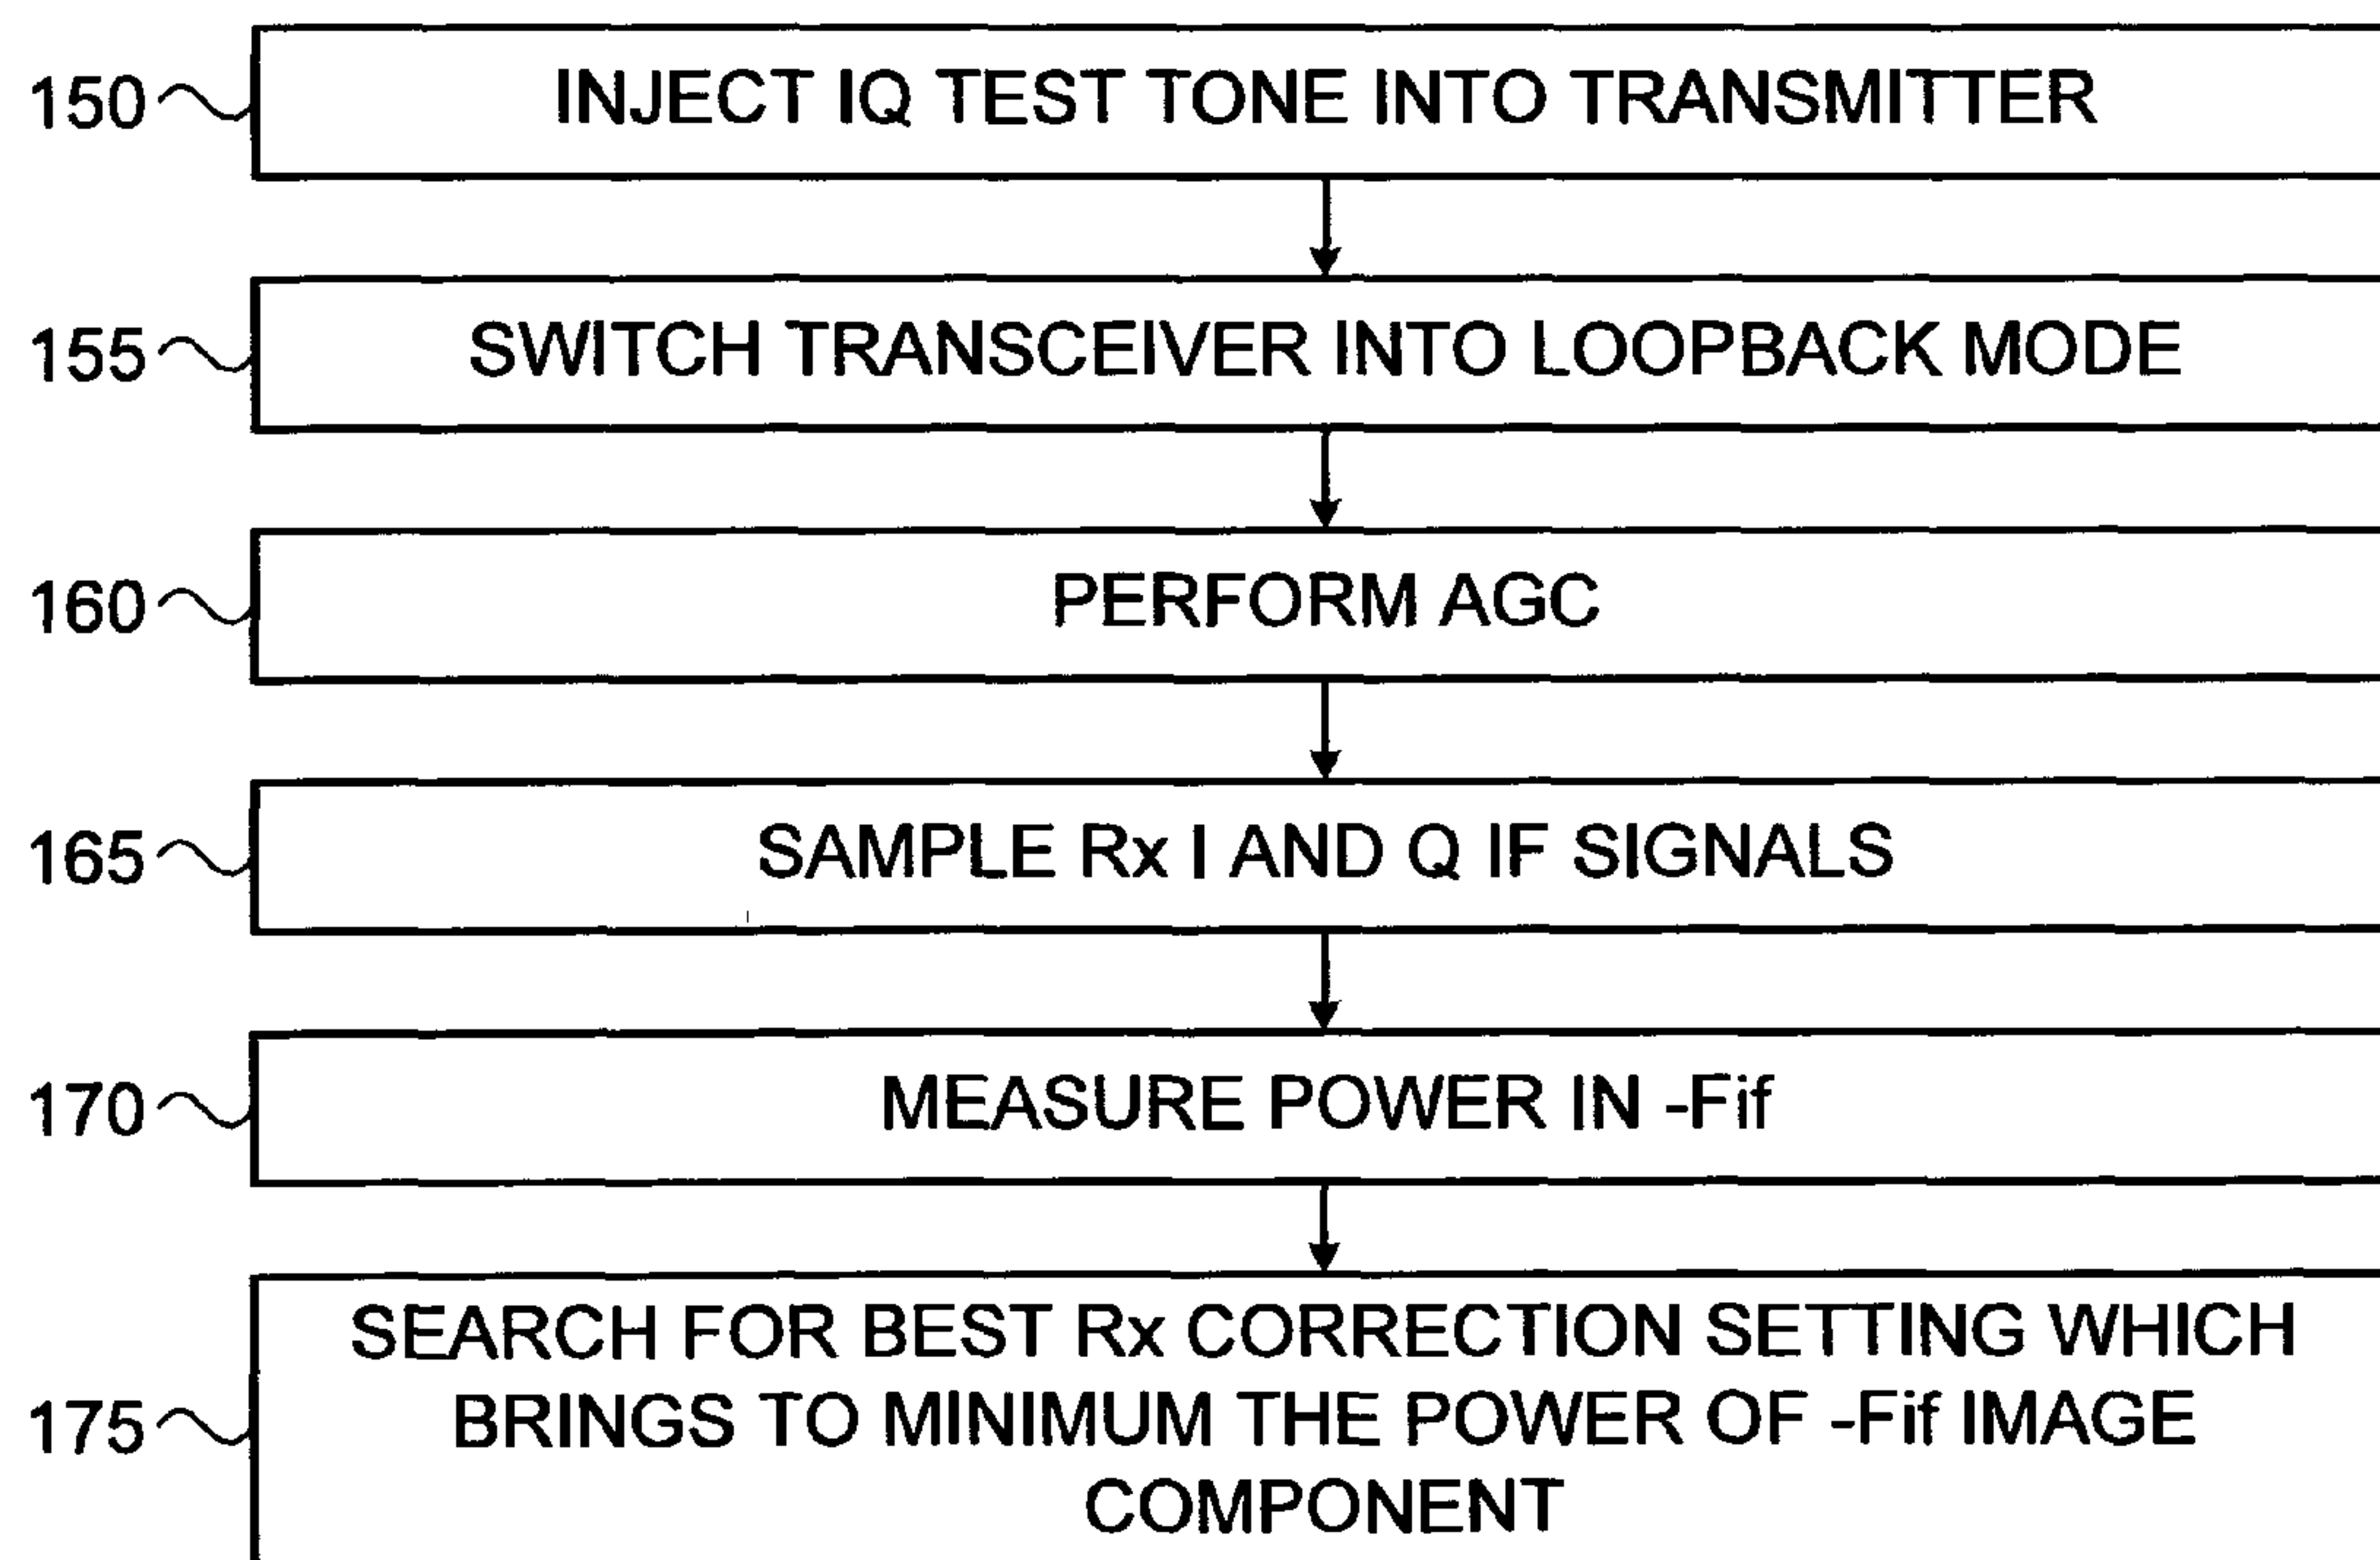 150 INJECT IQ TEST TONE INTO TRANSMITTER
155 SWITCH TRANSCEIVER INTO LOOPBACK MODE
160 PERFORM AGC
165 SAMPLE Rx I AND Q IF SIGNALS
170 MEASURE POWER IN -Fif
SEARCH FOR BEST Rx CORRECTION SETTING WHICH
175 BRINGS TO MINIMUM THE POWER OF -Fif IMAGE
COMPONENT